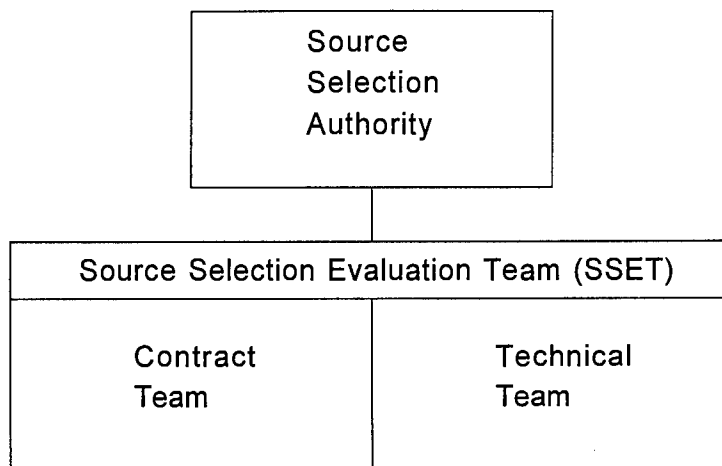 Source
Selection
Authority
Source Selection Evaluation Team (SSET)
Contract
Team
Technical
Team